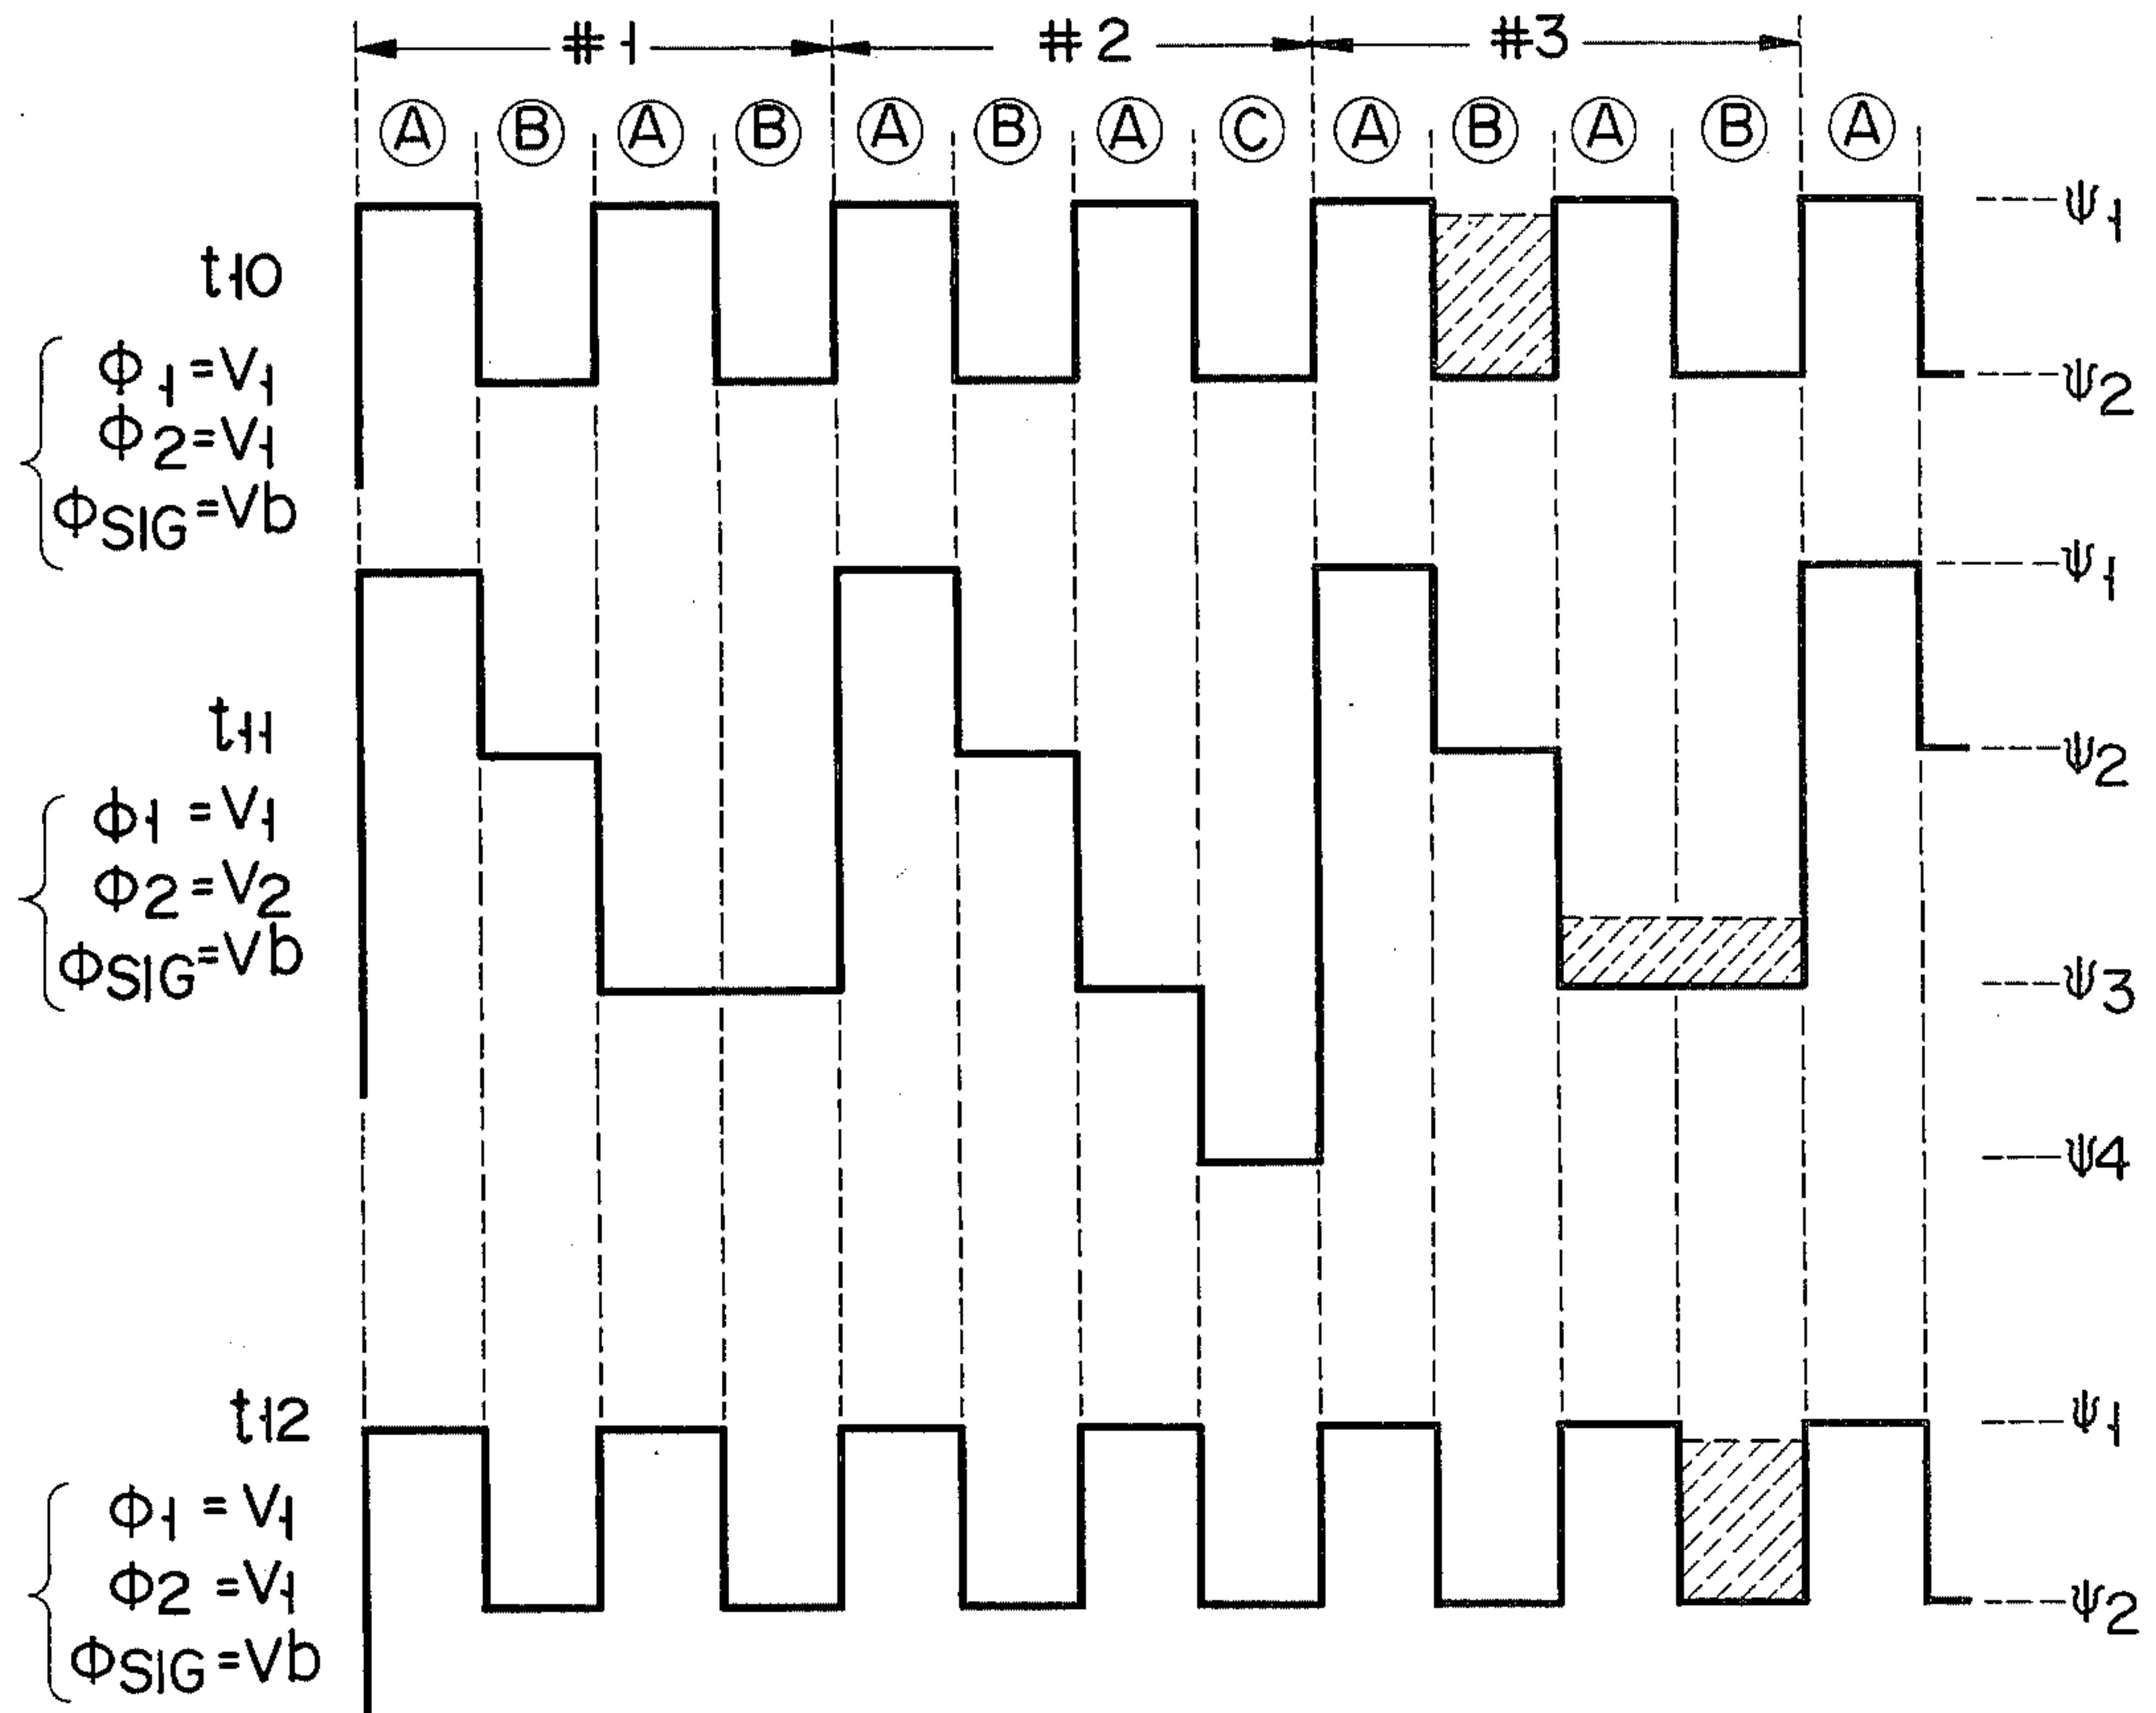 #1 #2 #3
A B A B A B A C A B A B A
ψ1
t10
ψ2
Φ1=V1
Φ2=V1
ΦSIG=Vb
ψ1
t11
ψ2
Φ1=V1
Φ2=V2
ΦSIG=Vb
ψ3
ψ4
t12
ψ1
Φ1=V1
Φ2=V1
ψ2
ΦSIG=Vb